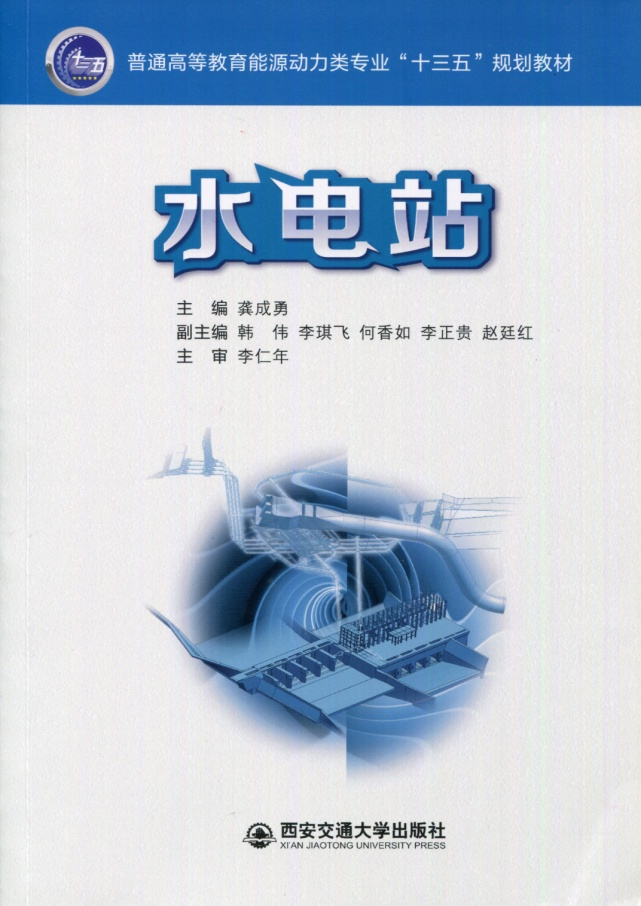 十三五
普通高等教育能源动力类专业“十三五”规划教材
水电站
主 编 龚成勇
副主编 韩 伟 李琪飞 何香如 李正贵 赵廷红
主 审 李仁年
西安交通大学出版社
XI'AN JIAOTONG UNIVERSITY PRESS